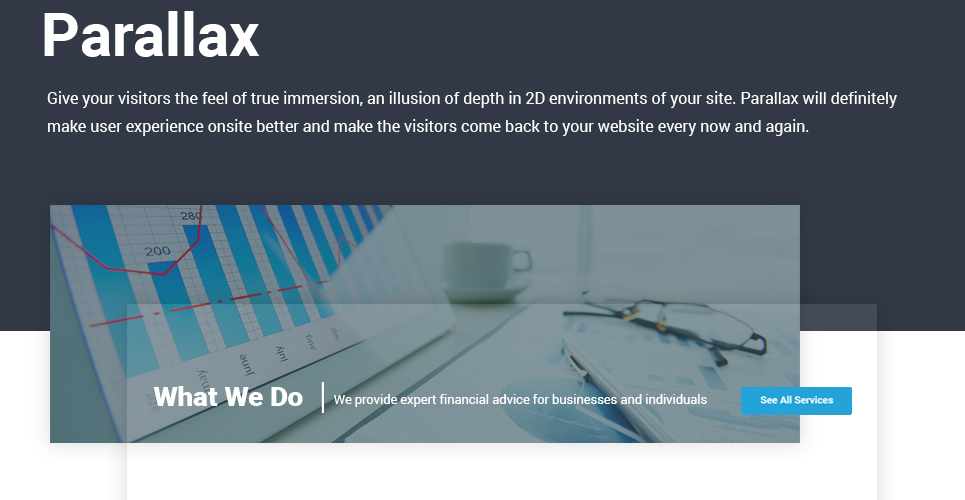 Parallax
Give your visitors the feel of true immersion, an illusion of depth in 2D environments of your site. Parallax will definitely
make user experience onsite better and make the visitors come back to your website every now and again.
280
200
may
june
july
aug
What We Do
We provide expert financial advice for businesses and individuals
See All Services